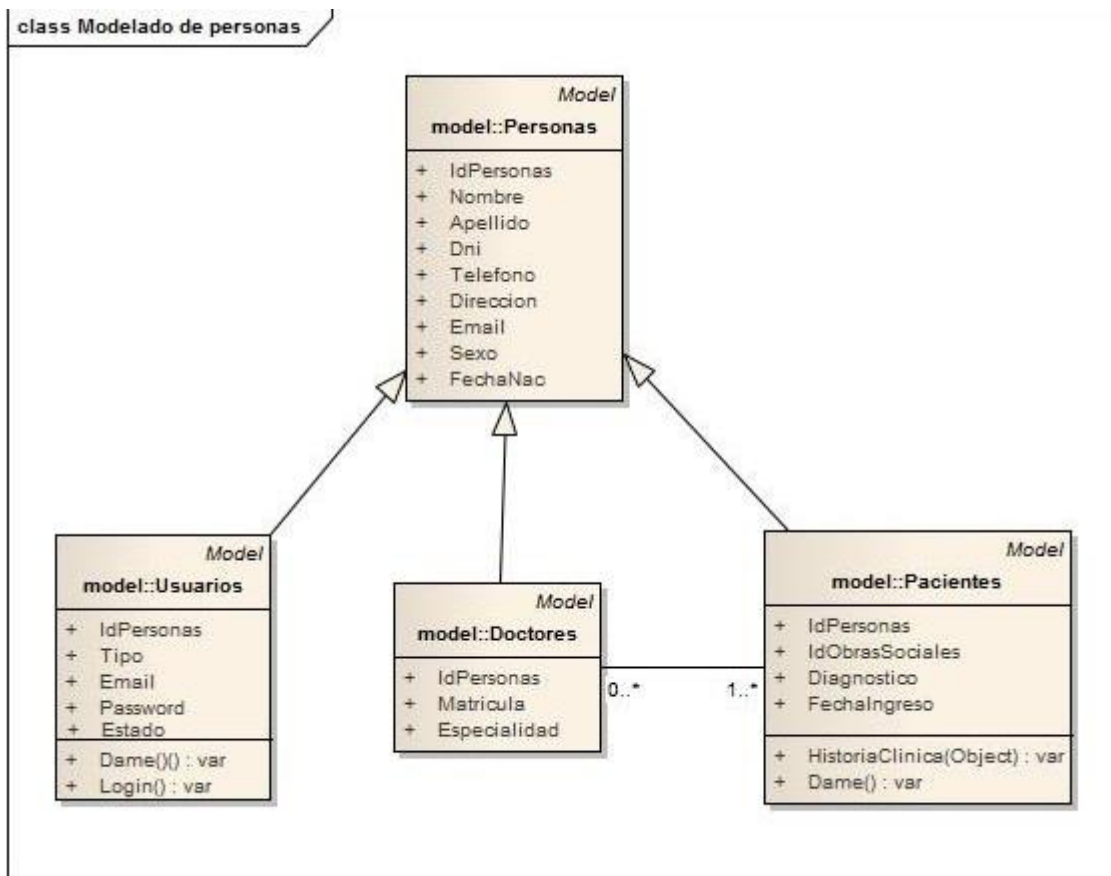 class Modelado de personas
Model
model::Personas
+ IdPersonas
+ Nombre
+ Apellido
+ Dni
+ Telefono
+ Direccion
+ Email
+ Sexo
+ FechaNac
Model
model::Usuarios
+ IdPersonas
+ Tipo
+ Email
+ Password
+ Estado
+ Dame()() : var
+ Login() : var
Model
model::Doctores
+ IdPersonas
+ Matricula
+ Especialidad
0..*
1..*
Model
model::Pacientes
+ IdPersonas
+ IdObrasSociales
+ Diagnostico
+ FechaIngreso
+ HistoriaClinica(Object) : var
+ Dame() : var